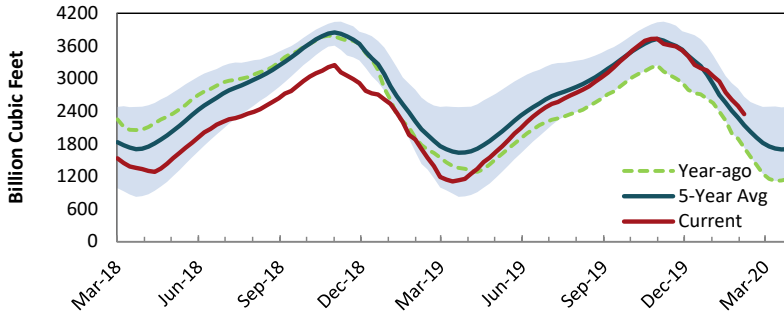 Billion Cubic Feet
4200
3600
3000
2400
1800
1200
600
0
Year-ago
5-Year Avg
Current
Mar-18
Jun-18
Sep-18
Dec-18
Mar-19
Jun-19
Sep-19
Dec-19
Mar-20